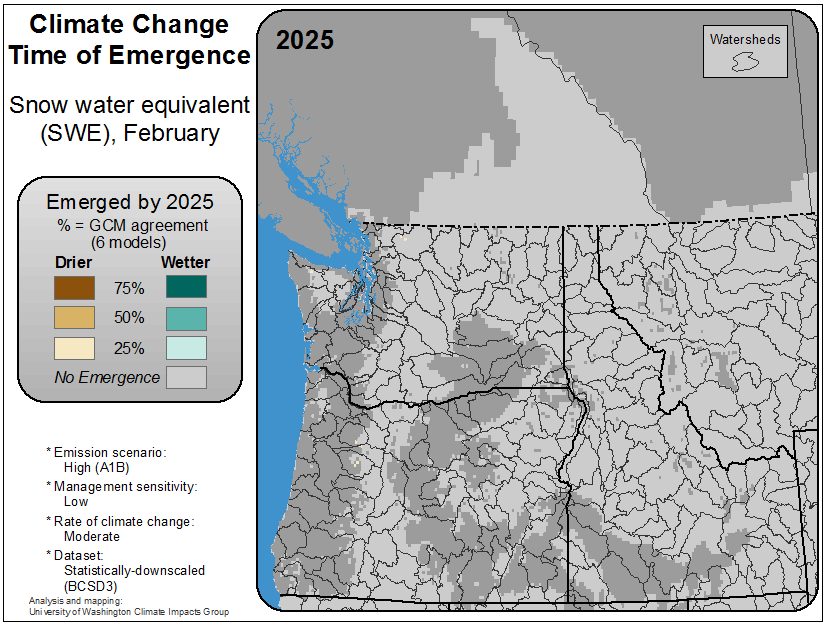 Climate Change
Time of Emergence
Snow water equivalent
(SWE), February
Emerged by 2025
% = GCM agreement
(6 models)
Drier Wetter
75%
50%
25%
No Emergence
* Emission scenario:
High (A1B)
* Management sensitivity:
Low
* Rate of climate change:
Moderate
* Dataset:
Statistically-downscaled
(BCSD3)
Analysis and mapping:
University of Washington Climate Impacts Group
2025
Watersheds